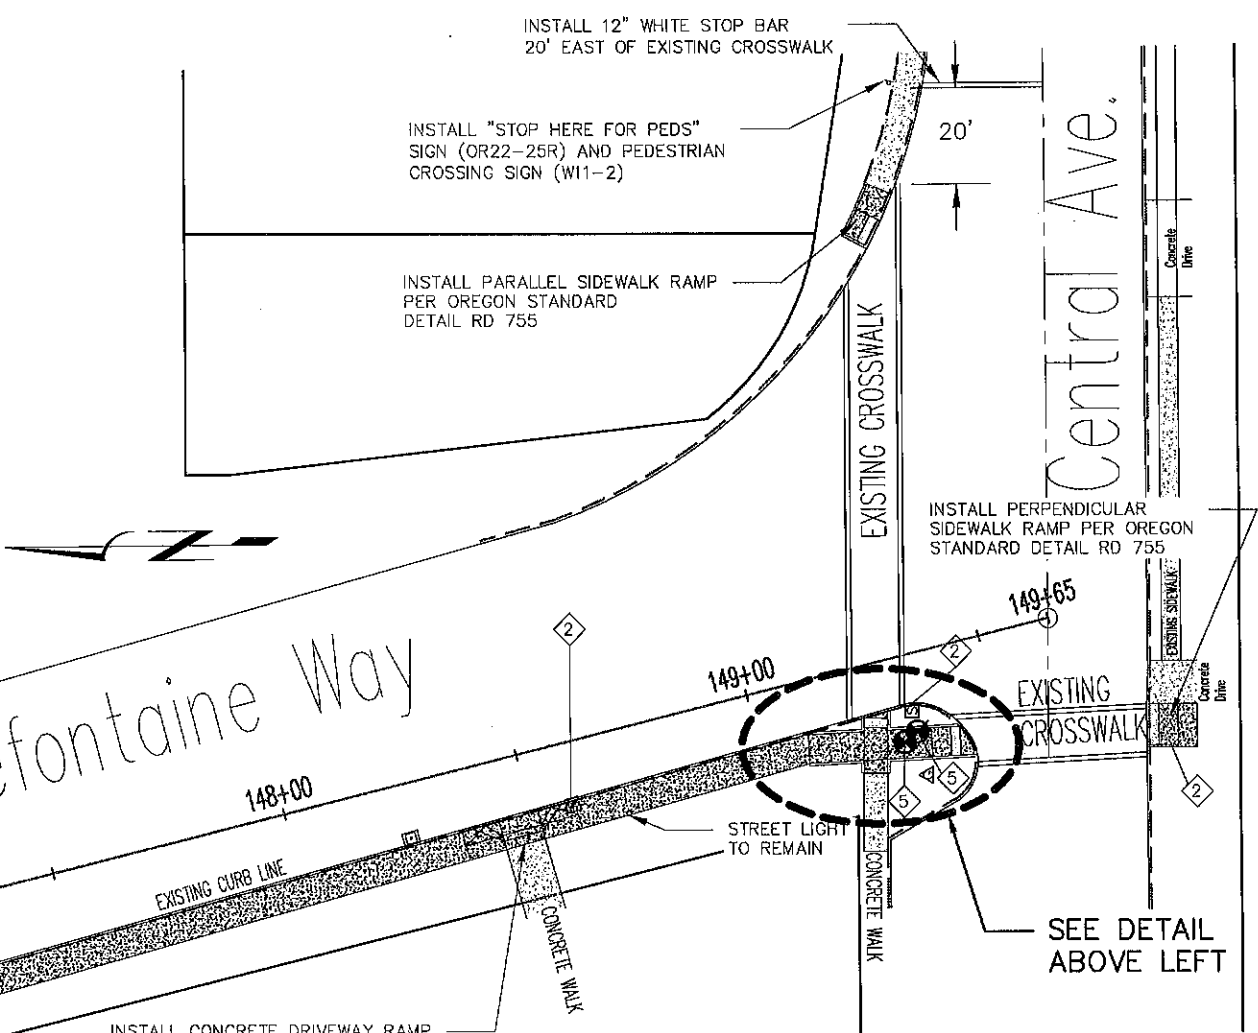 INSTALL 12" WHITE STOP BAR
20' EAST OF EXISTING CROSSWALK
INSTALL "STOP HERE FOR PEDS"
SIGN (OR22-25R) AND PEDESTRIAN
CROSSING SIGN (W11-2)
20'
Central Ave.
Concrete
Drive
INSTALL PARALLEL SIDEWALK RAMP
PER OREGON STANDARD
DETAIL RD 755
EXISTING CROSSWALK
INSTALL PERPENDICULAR
SIDEWALK RAMP PER OREGON
STANDARD DETAIL RD 755
N
149+65
EXISTING SIDEWALK
2
2
149+00
Concrete
Drive
EXISTING
CROSSWALK
efontaine Way
148+00
5
5
2
STREET LIGHT
TO REMAIN
EXISTING CURB LINE
CONCRETE WALK
CONCRETE WALK
SEE DETAIL
ABOVE LEFT
INSTALL CONCRETE DRIVEWAY RAMP